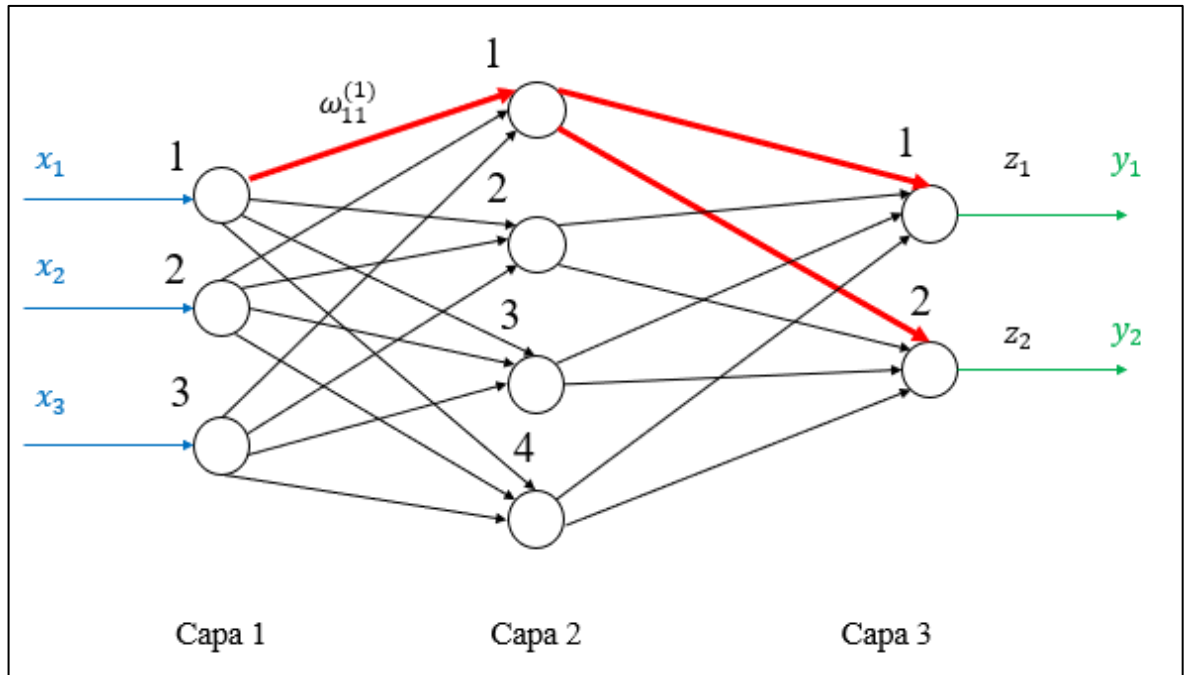 1
ω₁₁⁽¹⁾
x₁ 1 1 z₁ y₁
2
x₂ 2
3 2 z₂ y₂
x₃ 3
4
Capa 1 Capa 2 Capa 3